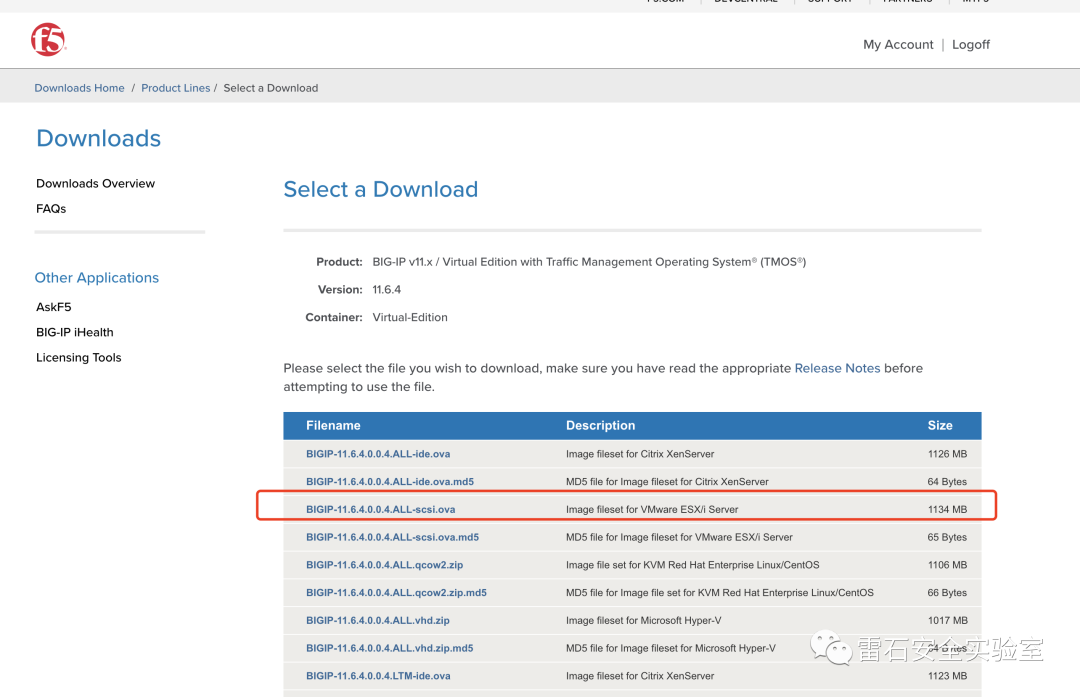 F5.COM | DEVCENTRAL | SUPPORT | PARTNERS | MYF5
f5
My Account | Logoff
Downloads Home / Product Lines / Select a Download
Downloads
Downloads Overview
FAQs
Other Applications
AskF5
BIG-IP iHealth
Licensing Tools
Select a Download
Product: BIG-IP v11.x / Virtual Edition with Traffic Management Operating System® (TMOS®)
Version: 11.6.4
Container: Virtual-Edition
Please select the file you wish to download, make sure you have read the appropriate Release Notes before
attempting to use the file.
Filename Description Size
BIGIP-11.6.4.0.0.4.ALL-ide.ova Image fileset for Citrix XenServer 1126 MB
BIGIP-11.6.4.0.0.4.ALL-ide.ova.md5 MD5 file for Image fileset for Citrix XenServer 64 Bytes
BIGIP-11.6.4.0.0.4.ALL-scsi.ova Image fileset for VMware ESX/i Server 1134 MB
BIGIP-11.6.4.0.0.4.ALL-scsi.ova.md5 MD5 file for Image fileset for VMware ESX/i Server 65 Bytes
BIGIP-11.6.4.0.0.4.ALL.qcow2.zip Image file set for KVM Red Hat Enterprise Linux/CentOS 1106 MB
BIGIP-11.6.4.0.0.4.ALL.qcow2.zip.md5 MD5 file for Image file set for KVM Red Hat Enterprise Linux/CentOS 66 Bytes
BIGIP-11.6.4.0.0.4.ALL.vhd.zip Image fileset for Microsoft Hyper-V 1017 MB
BIGIP-11.6.4.0.0.4.ALL.vhd.zip.md5 MD5 file for Image fileset for Microsoft Hyper-V 64 Bytes
雷石安全实验室
BIGIP-11.6.4.0.0.4.LTM-ide.ova Image fileset for Citrix XenServer 1123 MB